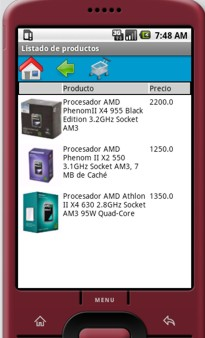 7:48 AM
Listado de productos
Producto Precio
Procesador AMD 2200.0
PhenomII X4 955 Black
Edition 3.2GHz Socket
AM3
Procesador AMD 1250.0
Phenom II X2 550
3.1GHz Socket AM3, 7
MB de Caché
Procesador AMD Athlon 1350.0
II X4 630 2.8GHz Socket
AM3 95W Quad-Core
MENU